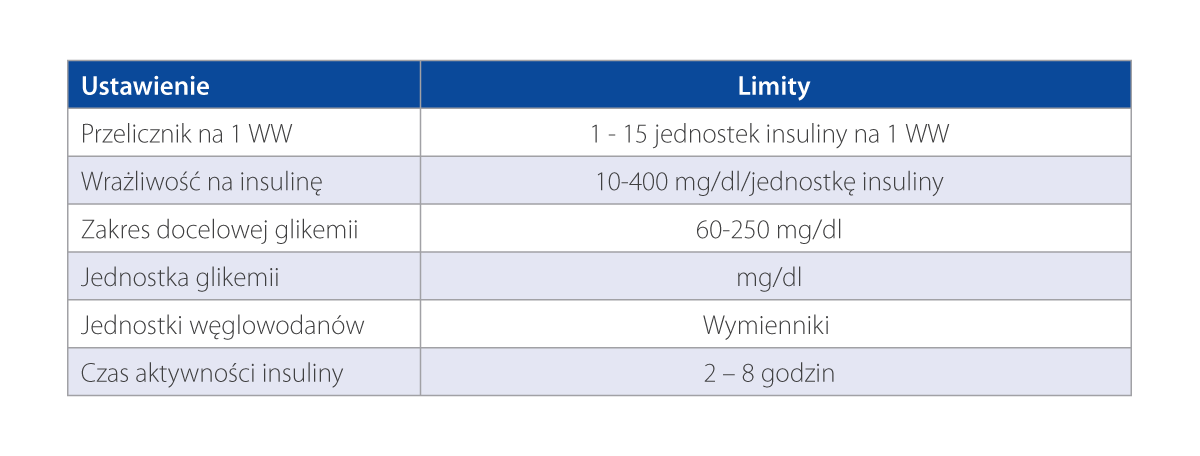 Ustawienie Limity
Przelicznik na 1 WW 1 - 15 jednostek insuliny na 1 WW
Wrażliwość na insulinę 10-400 mg/dl/jednostkę insuliny
Zakres docelowej glikemii 60-250 mg/dl
Jednostka glikemii mg/dl
Jednostki węglowodanów Wymienniki
Czas aktywności insuliny 2 – 8 godzin